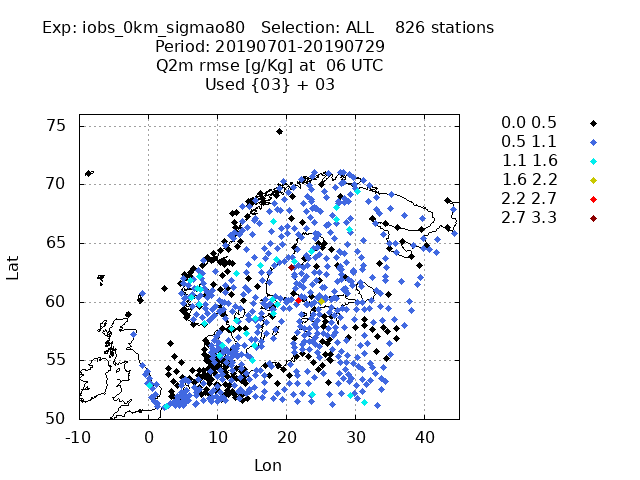 Exp: iobs_0km_sigmao80   Selection: ALL    826 stations
Period: 20190701-20190729
Q2m rmse [g/Kg] at  06 UTC
Used {03} + 03
0.0 0.5
0.5 1.1
1.1 1.6
1.6 2.2
2.2 2.7
2.7 3.3
75
70
65
60
55
50
Lat
-10 0 10 20 30 40
Lon